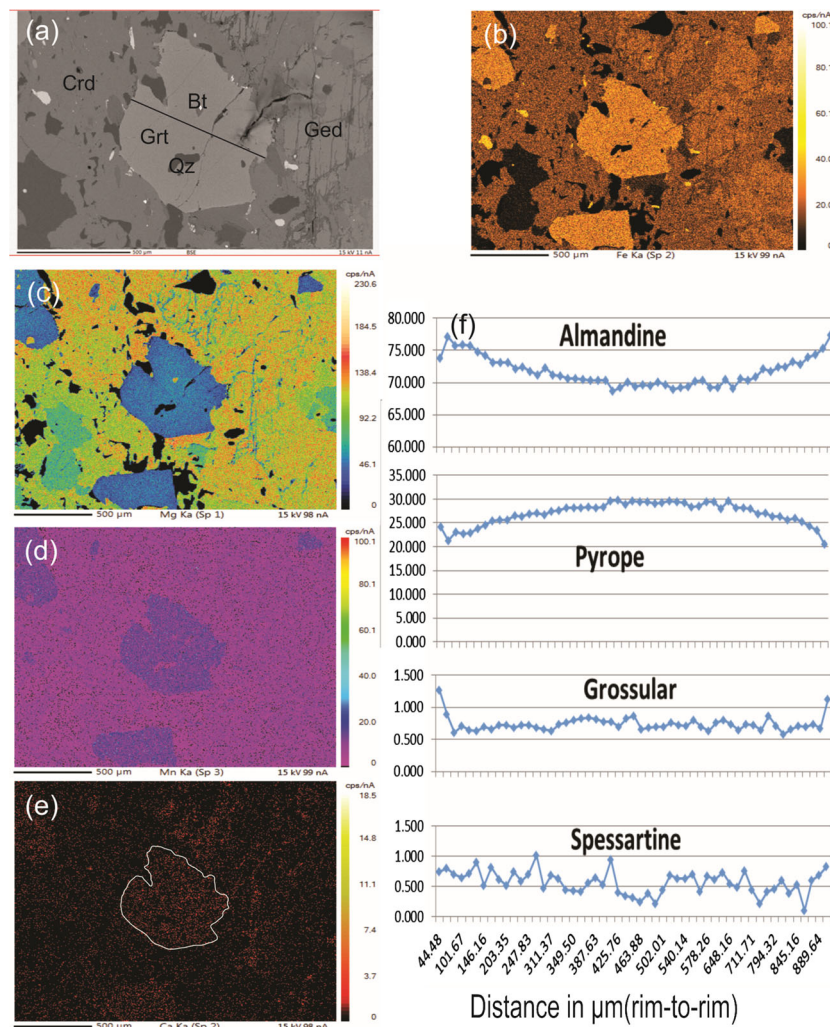 (a)
Crd
Bt
Grt
Ged
Qz
500 µm BSE 15 kV 11 nA
(b)
cps/nA
100.1
80.0
60.0
40.0
20.0
0
500 µm Fe Ka (Sp 2) 15 kV 99 nA
(c)
cps/nA
230.6
184.5
138.4
92.2
46.1
0
500 µm Mg Ka (Sp 1) 15 kV 98 nA
(d)
cps/nA
100.1
80.1
60.1
40.0
20.0
0
500 µm Mn Ka (Sp 3) 15 kV 99 nA
(e)
cps/nA
18.5
14.8
11.1
7.4
3.7
0
500 µm Ca Ka (Sp 2) 15 kV 99 nA
(f)
Almandine
80.000
75.000
70.000
65.000
60.000
Pyrope
35.000
30.000
25.000
20.000
15.000
10.000
5.000
0.000
Grossular
1.500
1.000
0.500
0.000
Spessartine
1.500
1.000
0.500
0.000
44.48
101.67
146.16
203.35
247.83
311.37
349.50
387.63
425.76
463.88
502.01
540.14
578.26
648.16
711.71
794.32
845.16
889.64
Distance in µm(rim-to-rim)